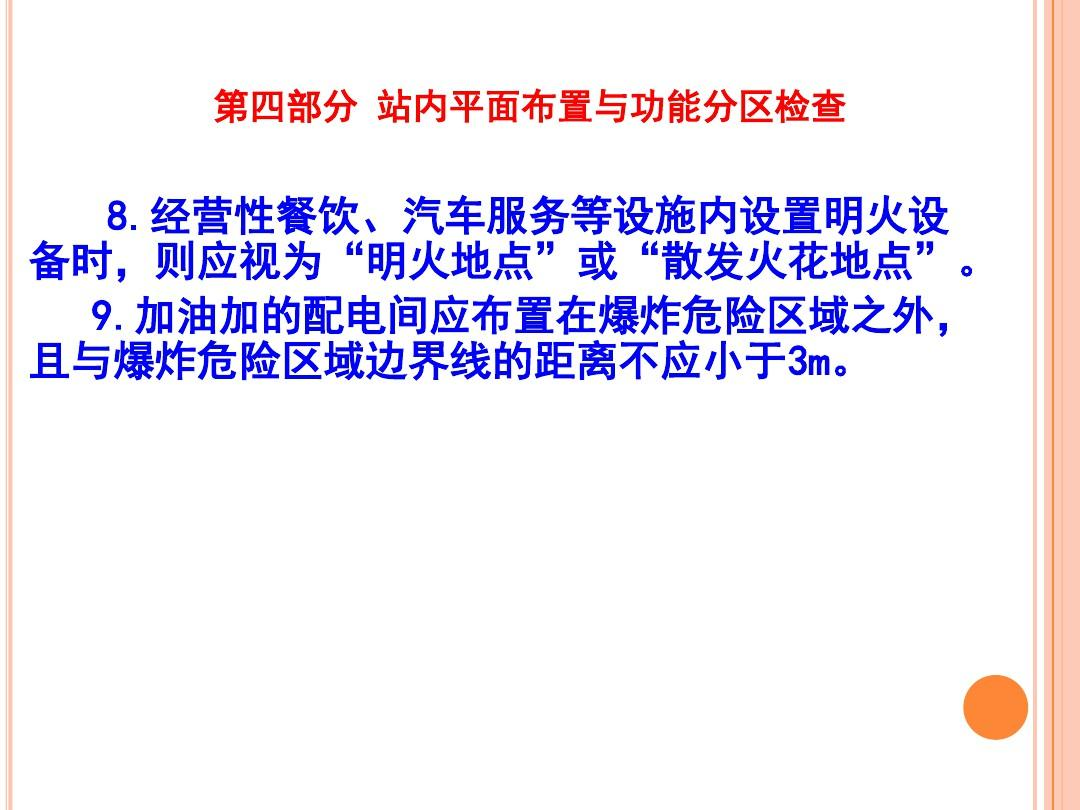 第四部分 站内平面布置与功能分区检查
8.经营性餐饮、汽车服务等设施内设置明火设
备时，则应视为“明火地点”或“散发火花地点”。
9.加油加的配电间应布置在爆炸危险区域之外，
且与爆炸危险区域边界线的距离不应小于3m。